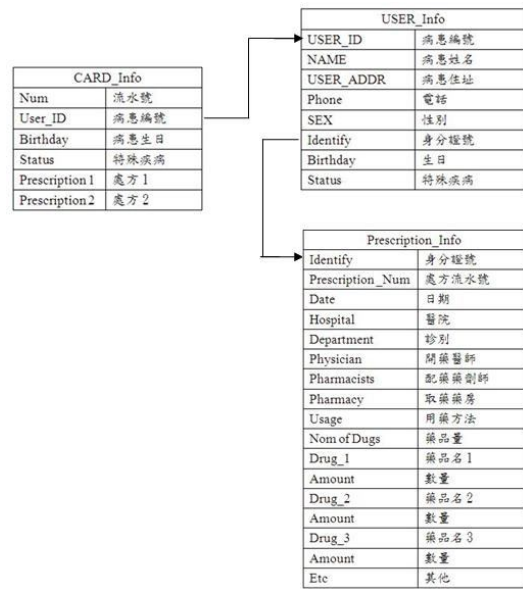 CARD_Info
Num 流水號
User_ID 病患編號
Birthday 病患生日
Status 特殊疾病
Prescription 1 處方 1
Prescription 2 處方 2
USER_Info
USER_ID 病患編號
NAME 病患姓名
USER_ADDR 病患住址
Phone 電話
SEX 性別
Identify 身分證號
Birthday 生日
Status 特殊疾病
Prescription_Info
Identify 身分證號
Prescription_Num 處方流水號
Date 日期
Hospital 醫院
Department 診別
Physician 開藥醫師
Pharmacists 配藥藥劑師
Pharmacy 取藥藥房
Usage 用藥方法
Nom of Dugs 藥品量
Drug_1 藥品名 1
Amount 數量
Drug_2 藥品名 2
Amount 數量
Drug_3 藥品名 3
Amount 數量
Etc 其他